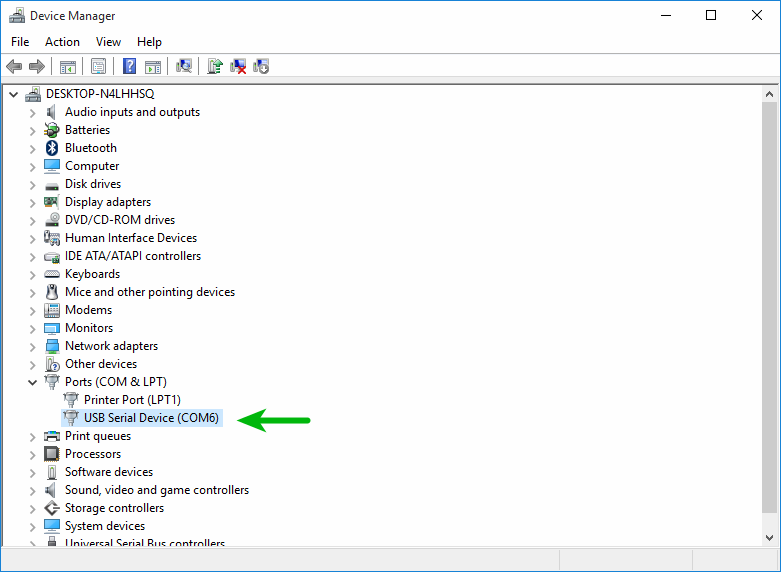 Device Manager
File Action View Help
DESKTOP-N4LHHSQ
Audio inputs and outputs
Batteries
Bluetooth
Computer
Disk drives
Display adapters
DVD/CD-ROM drives
Human Interface Devices
IDE ATA/ATAPI controllers
Keyboards
Mice and other pointing devices
Modems
Monitors
Network adapters
Other devices
Ports (COM & LPT)
Printer Port (LPT1)
USB Serial Device (COM6)
Print queues
Processors
Software devices
Sound, video and game controllers
Storage controllers
System devices
Universal Serial Bus controllers